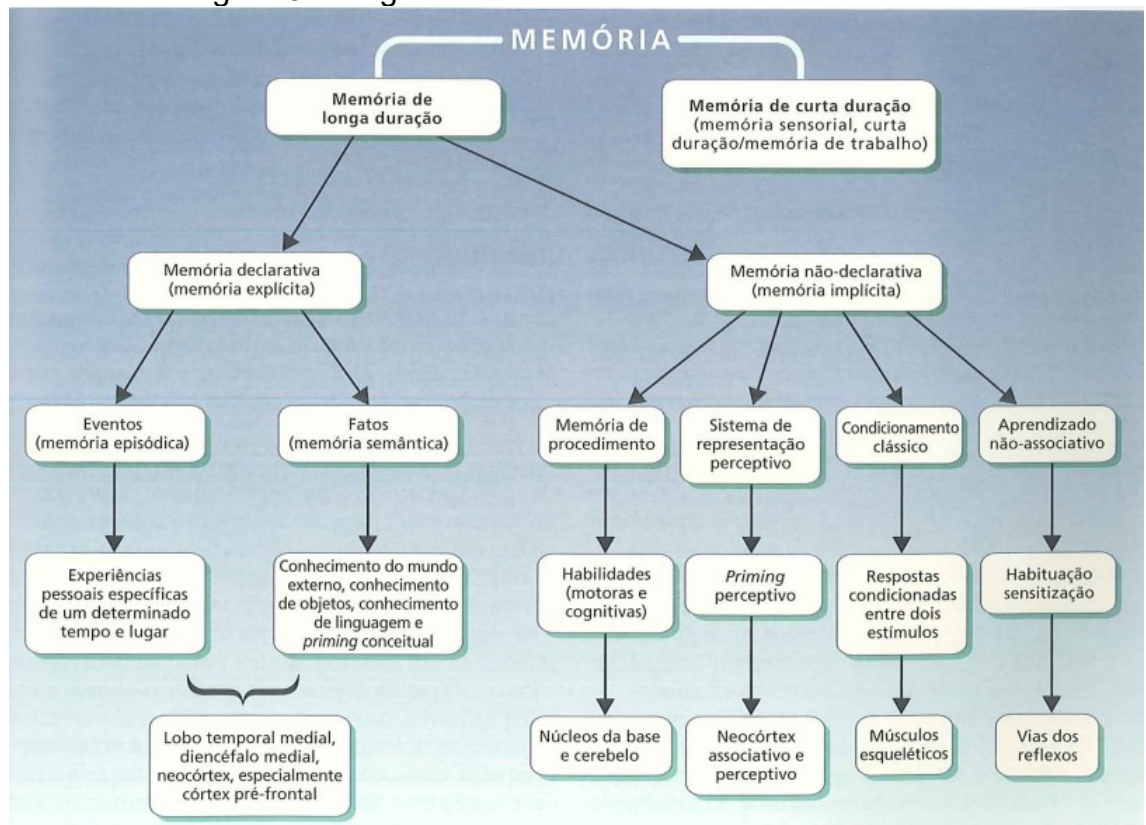 MEMÓRIA
Memória de
longa duração
Memória de curta duração
(memória sensorial, curta
duração/memória de trabalho)
Memória declarativa
(memória explícita)
Memória não-declarativa
(memória implícita)
Eventos
(memória episódica)
Fatos
(memória semântica)
Memória de
procedimento
Sistema de
representação
perceptivo
Condicionamento
clássico
Aprendizado
não-associativo
Experiências
pessoais específicas
de um determinado
tempo e lugar
Conhecimento do mundo
externo, conhecimento
de objetos, conhecimento
de linguagem e
priming conceitual
Habilidades
(motoras e
cognitivas)
Priming
perceptivo
Respostas
condicionadas
entre dois
estímulos
Habituação
sensitização
Lobo temporal medial,
diencéfalo medial,
neocórtex, especialmente
córtex pré-frontal
Núcleos da base
e cerebelo
Neocórtex
associativo e
perceptivo
Músculos
esqueléticos
Vias dos
reflexos